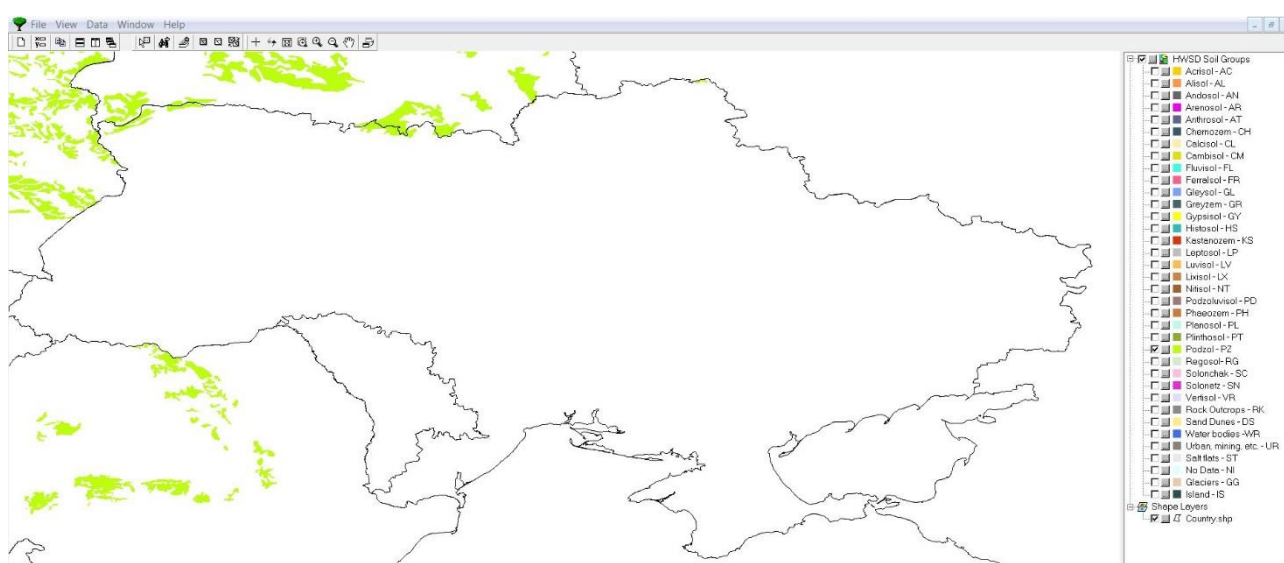 File View Data Window Help
HWSD Soil Groups
Acrisol - AC
Alisol - AL
Andosol - AN
Arenosol - AR
Anthrosol - AT
Chernozem - CH
Calcisol - CL
Cambisol - CM
Fluvisol - FL
Ferralsol - FR
Gleysol - GL
Greyzem - GR
Gypsisol - GY
Histosol - HS
Kastanozem - KS
Leptosol - LP
Luvisol - LV
Lixisol - LX
Nitisol - NT
Podzoluvisol - PD
Phaeozem - PH
Planosol - PL
Plinthosol - PT
Podzol - PZ
Regosol - RG
Solonchak - SC
Solonetz - SN
Vertisol - VR
Rock Outcrops - RK
Sand Dunes - DS
Water bodies -WR
Urban, mining, etc. - UR
Salt flats - ST
No Data - NI
Glaciers - GG
Island - IS
Shape Layers
Country.shp